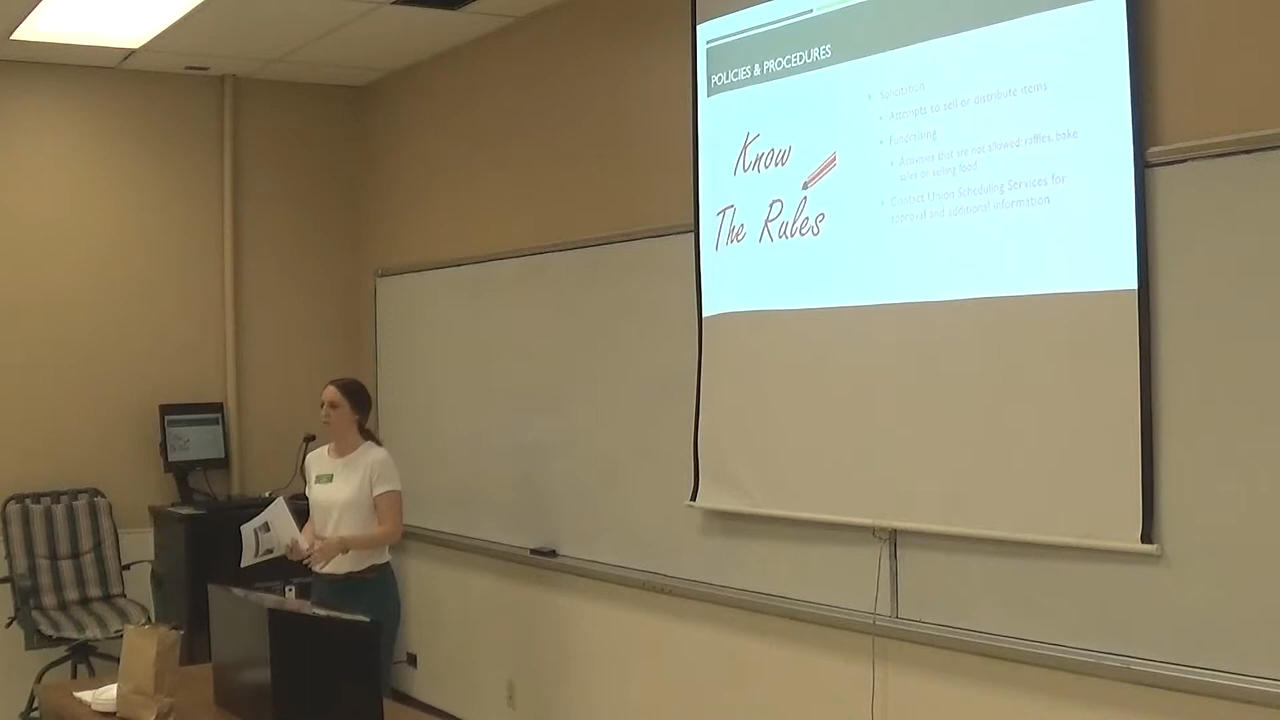 POLICIES & PROCEDURES
Know
The Rules
Solicitation
Attempts to sell or distribute items
Fundraising
Activities that are not allowed: raffles, bake
sales or selling food
Contact Union Scheduling Services for
approval and additional information